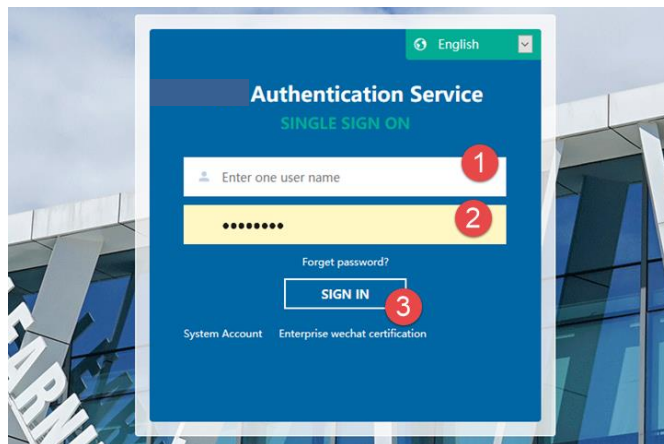 English
Authentication Service
SINGLE SIGN ON
Enter one user name
1
••••••••
2
Forget password?
SIGN IN
3
System Account Enterprise wechat certification
LEARN